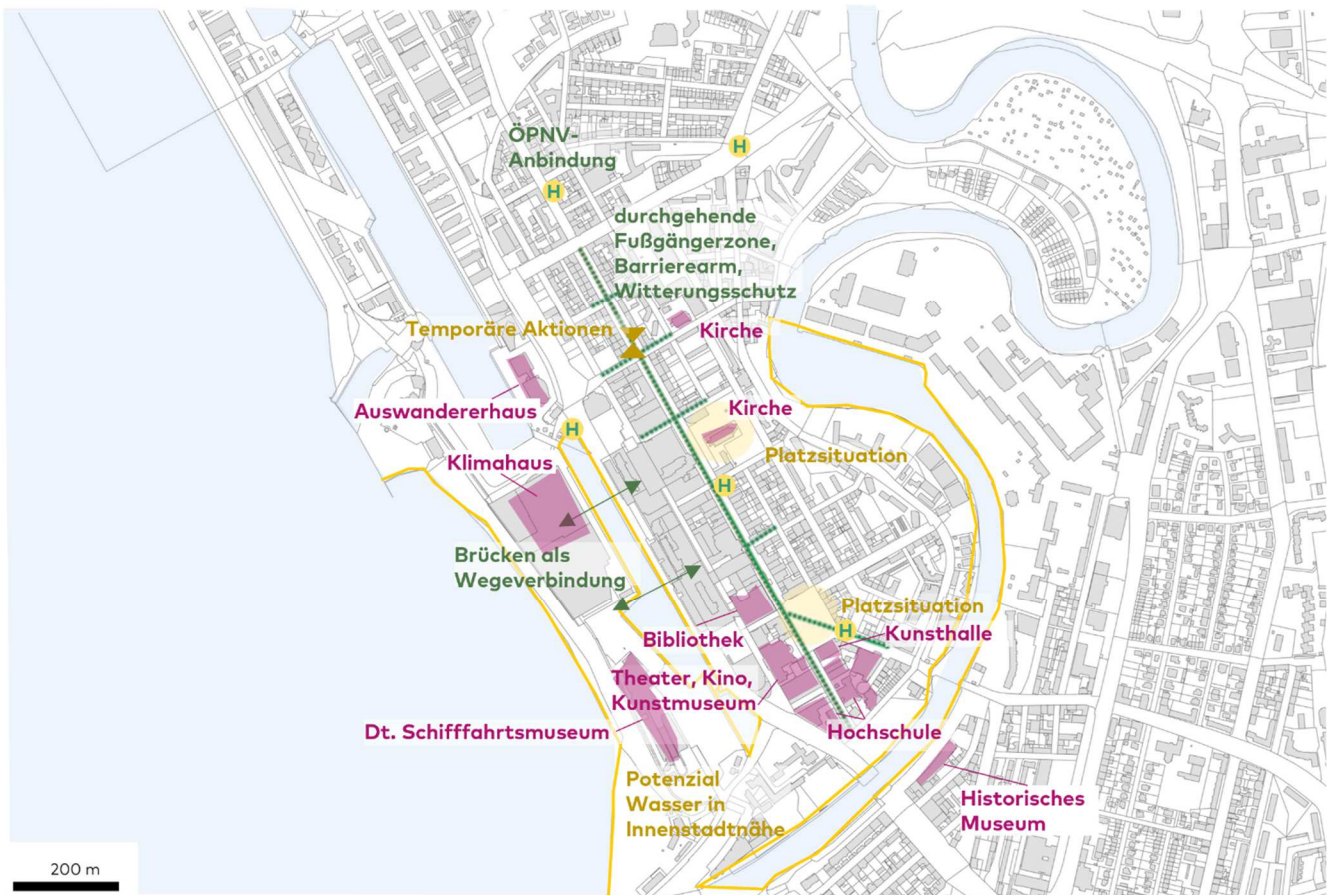 ÖPNV-
Anbindung
H
H
durchgehende
Fußgängerzone,
Barrierearm,
Witterungsschutz
Temporäre Aktionen
Kirche
Auswandererhaus
Kirche
H
Klimahaus
Platzsituation
H
Brücken als
Wegeverbindung
Platzsituation
H
Kunsthalle
Bibliothek
Theater, Kino,
Kunstmuseum
Dt. Schifffahrtsmuseum
Hochschule
Potenzial
Wasser in
Innenstadtnähe
Historisches
Museum
200 m